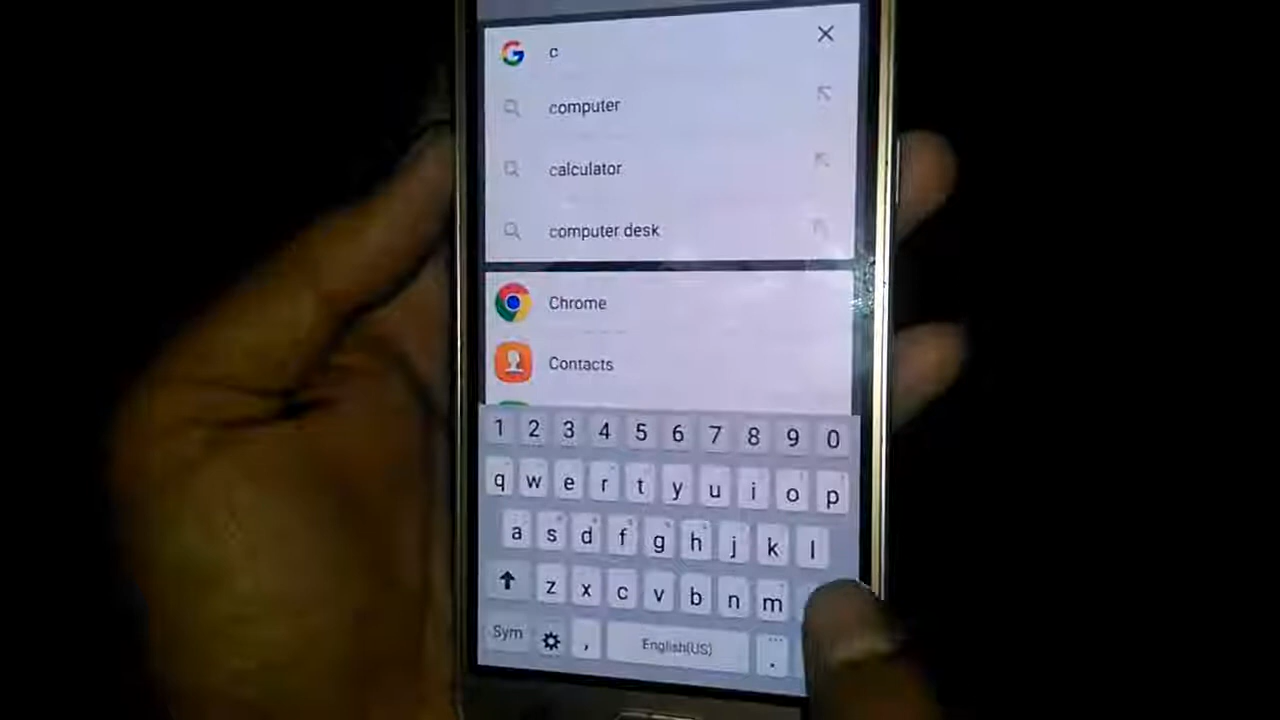 c
computer
calculator
computer desk
Chrome
Contacts
1 2 3 4 5 6 7 8 9 0
q w e r t y u i o p
a s d f g h j k l
z x c v b n m
Sym , English(US) .